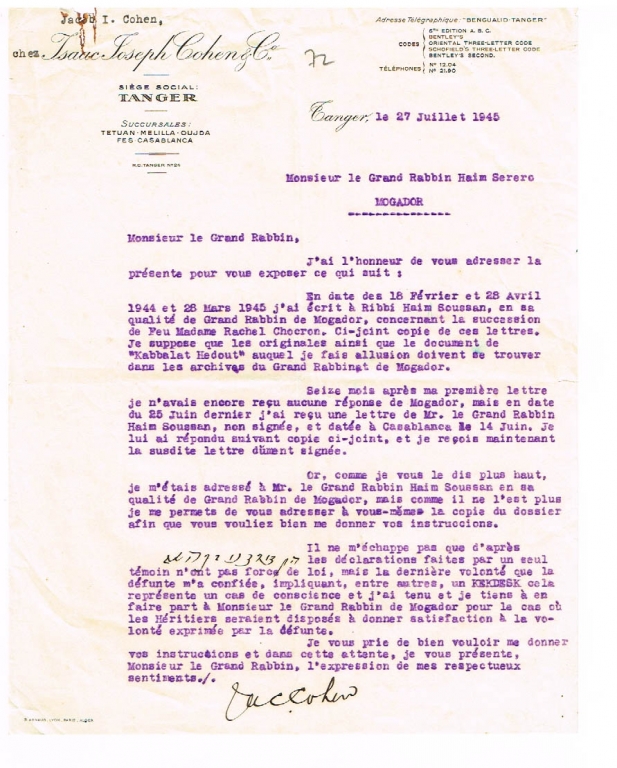 Jacob I. Cohen,
chez Isaac Joseph Cohen & Cª
72
Adresse Télégraphique: "BENGUALID-TANGER"
CODES
5TH EDITION A.B.C.
BENTLEY'S
ORIENTAL THREE-LETTER CODE
SCHOFIELD'S THREE-LETTER CODE
BENTLEY'S SECOND.
TÉLÉPHONES
Nº 12.04
Nº 21.90
SIÈGE SOCIAL:
TANGER
SUCCURSALES:
TETUAN-MELILLA-OUJDA
FES-CASABLANCA
R.C. TANGER Nº
Tanger, le 27 Juillet 1945
Monsieur le Grand Rabbin Haim Serero
MOGADOR
Monsieur le Grand Rabbin,
J'ai l'honneur de vous adresser la
présente pour vous exposer ce qui suit :
En date des 18 Février et 28 Avril
1944 et 28 Mars 1945 j'ai écrit à Ribbi Haim Soussan, en sa
qualité de Grand Rabbin de Mogador, concernant la succession
de Feu Madame Rachel Chocron. Ci-joint copie de ces lettres.
Je suppose que les originales ainsi que le document de
"Kabbalat Hedout" auquel je fais allusion doivent se trouver
dans les archives du Grand Rabbinat de Mogador.
Seize mois après ma première lettre
je n'avais encore reçu aucune réponse de Mogador, mais en date
du 25 Juin dernier j'ai reçu une lettre de Mr. le Grand Rabbin
Haim Soussan, non signée, et datée à Casablanca le 14 Juin. Je
lui ai répondu suivant copie ci-joint, et je reçois maintenant
la susdite lettre dûment signée.
Or, comme je vous le dis plus haut,
je m'étais adressé à Mr. le Grand Rabbin Haim Soussan en sa
qualité de Grand Rabbin de Mogador, mais comme il ne l'est plus
je me permets de vous adresser à vous-mêmes la copie du dossier
afin que vous vouliez bien me donner vos instruccions.
Il ne m'échappe pas que d'après
les déclarations faites par un seul
témoin n'ont pas force de loi, mais la dernière volonté que la
défunte m'a confiée, impliquant, entre autres, un HEKDESH cela
représente un cas de conscience et j'ai tenu et je tiens à en
faire part à Monsieur le Grand Rabbin de Mogador pour le cas où
les Héritiers seraient disposés à donner satisfaction à la vo-
lonté exprimée par la défunte.
Je vous prie de bien vouloir me donner
vos instructions et dans cette attente, je vous présente,
Monsieur le Grand Rabbin, l'expression de mes respectueux
sentiments./.
JacCohen